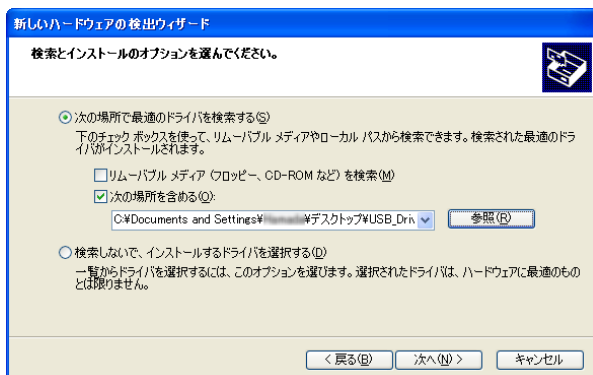 新しいハードウェアの検出ウィザード
検索とインストールのオプションを選んでください。
次の場所で最適のドライバを検索する(S)
下のチェック ボックスを使って、リムーバブル メディアやローカル パスから検索できます。検索された最適のドラ
イバがインストールされます。
リムーバブル メディア (フロッピー、CD-ROM など) を検索(M)
次の場所を含める(O):
C:¥Documents and Settings¥ ¥デスクトップ¥USB_Driv
参照(R)
検索しないで、インストールするドライバを選択する(D)
一覧からドライバを選択するには、このオプションを選びます。選択されたドライバは、ハードウェアに最適のもの
とは限りません。
< 戻る(B)
次へ(N) >
キャンセル